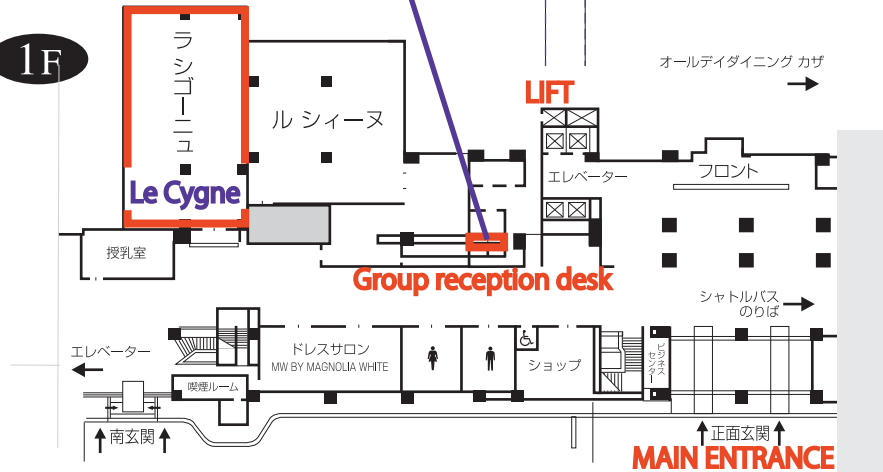 1F
ラ シゴーニュ
ル シィーヌ
LIFT
オールデイダイニング カザ
エレベーター
フロント
Le Cygne
授乳室
Group reception desk
シャトルバス
のりば
エレベーター
ドレスサロン
MW BY MAGNOLIA WHITE
ショップ
ビジネス
センター
喫煙ルーム
南玄関
正面玄関
MAIN ENTRANCE